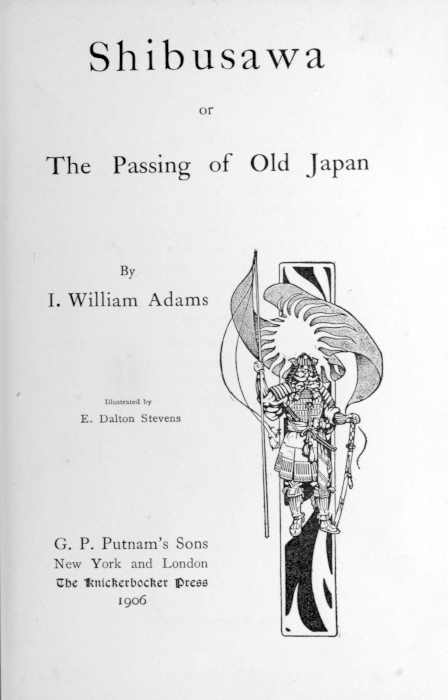 Shibusawa
or
The Passing of Old Japan
By
I. William Adams
Illustrated by
E. Dalton Stevens
G. P. Putnam's Sons
New York and London
The Knickerbocker Press
1906